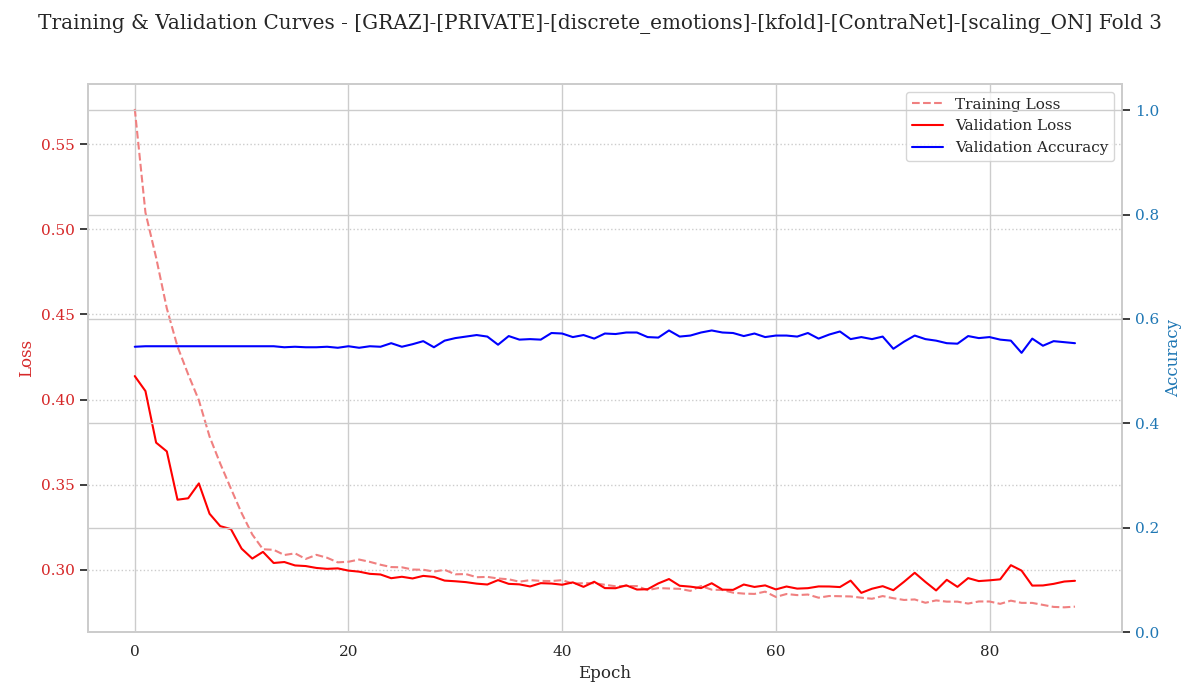 Training & Validation Curves - [GRAZ]-[PRIVATE]-[discrete_emotions]-[kfold]-[ContraNet]-[scaling_ON] Fold 3
Training Loss
Validation Loss
Validation Accuracy
Loss
0.55
0.50
0.45
0.40
0.35
0.30
Accuracy
1.0
0.8
0.6
0.4
0.2
0.0
0
20
40
60
80
Epoch